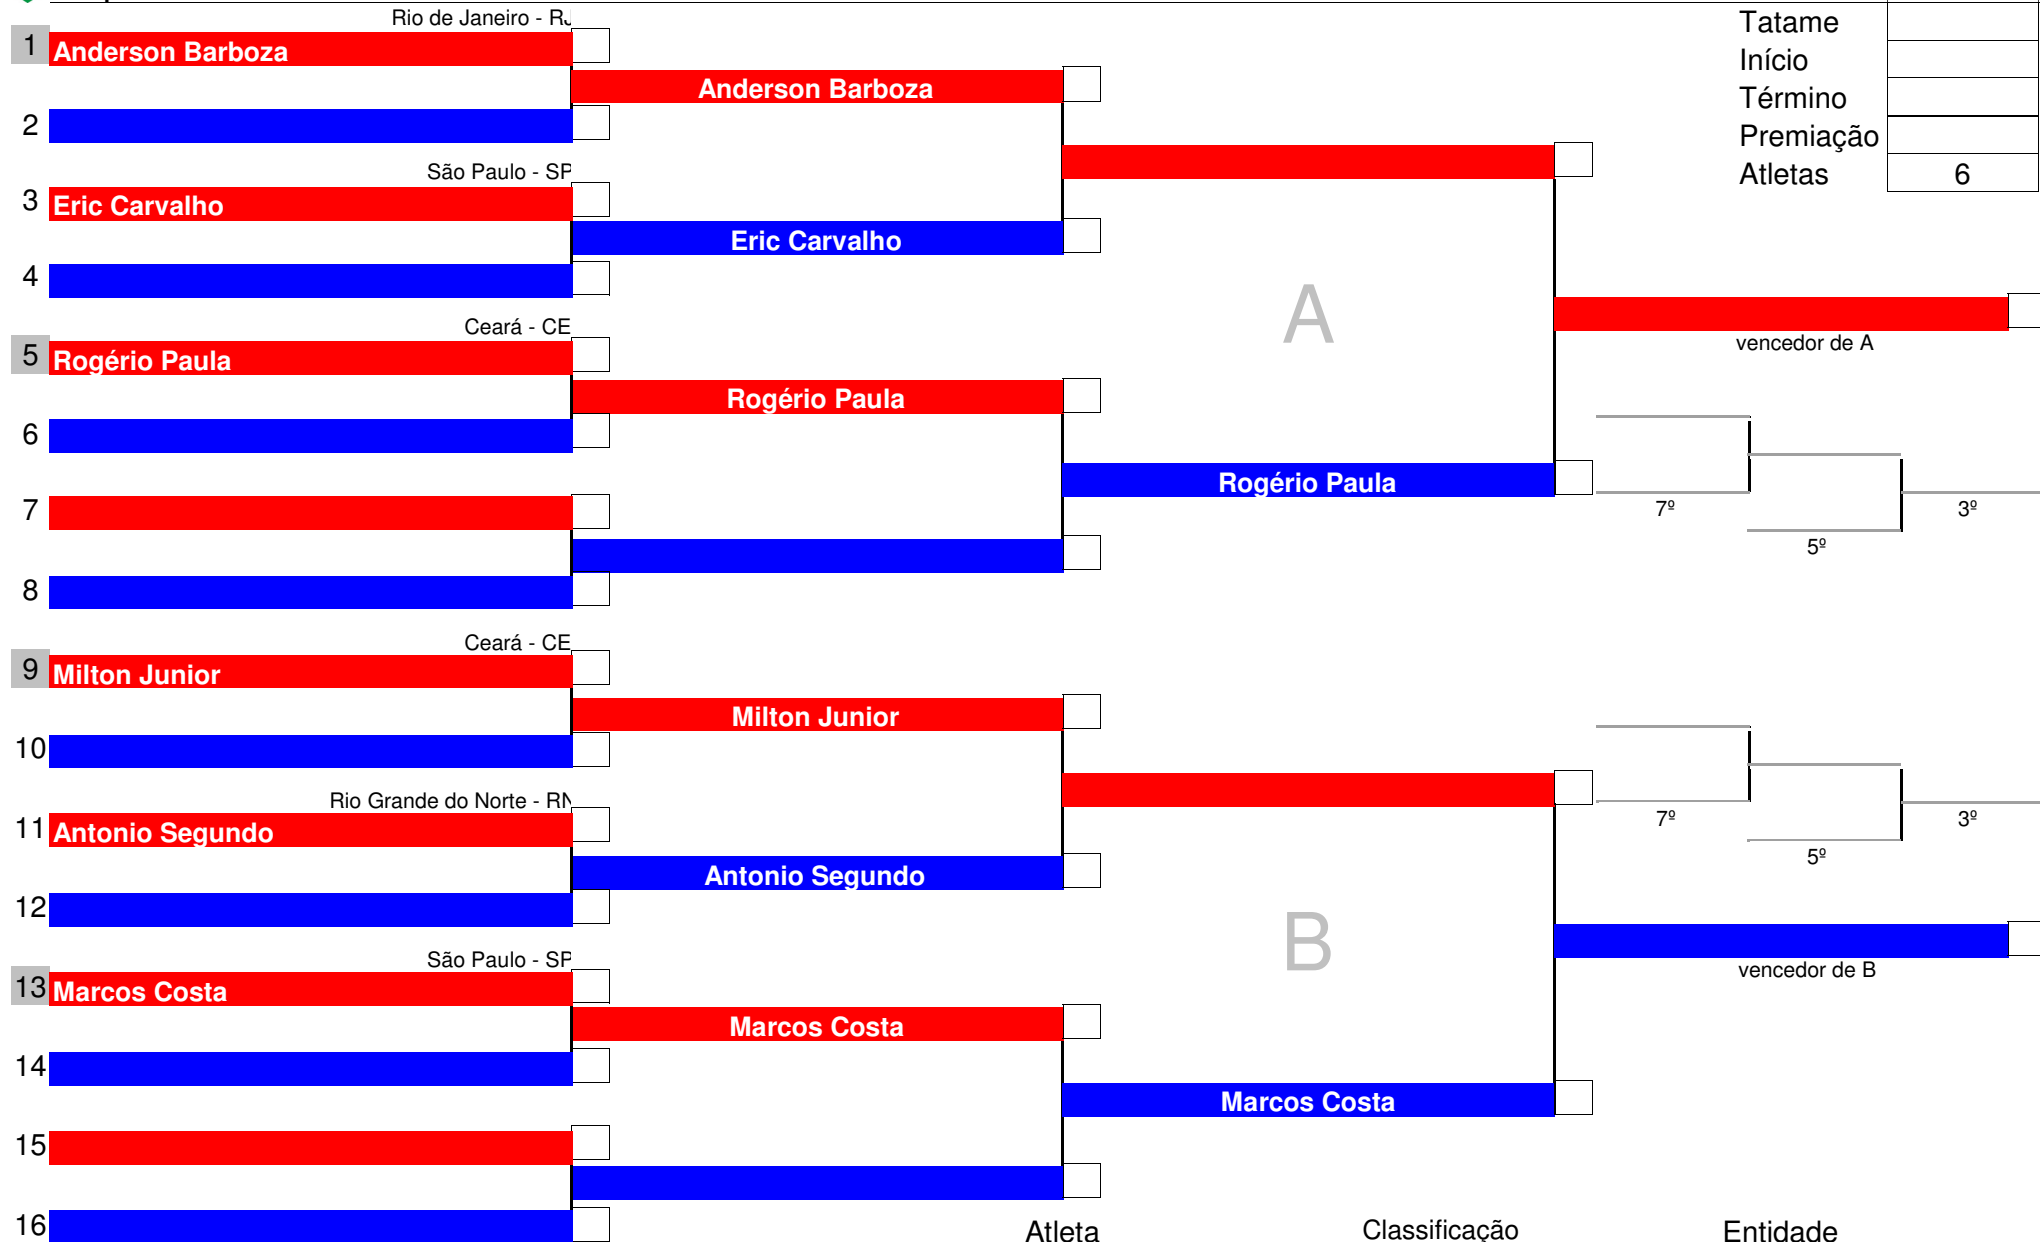 Rio de Janeiro - RJ
1 Anderson Barboza
Anderson Barboza
2
São Paulo - SP
3 Eric Carvalho
Eric Carvalho
4
Ceará - CE
5 Rogério Paula
Rogério Paula
6
Rogério Paula
7
8
A
vencedor de A
7º
5º
3º
Tatame
Início
Término
Premiação
Atletas 6
Ceará - CE
9 Milton Junior
Milton Junior
10
Rio Grande do Norte - RN
11 Antonio Segundo
Antonio Segundo
12
São Paulo - SP
13 Marcos Costa
Marcos Costa
14
Marcos Costa
15
16
B
7º
5º
3º
vencedor de B
Atleta Classificação Entidade